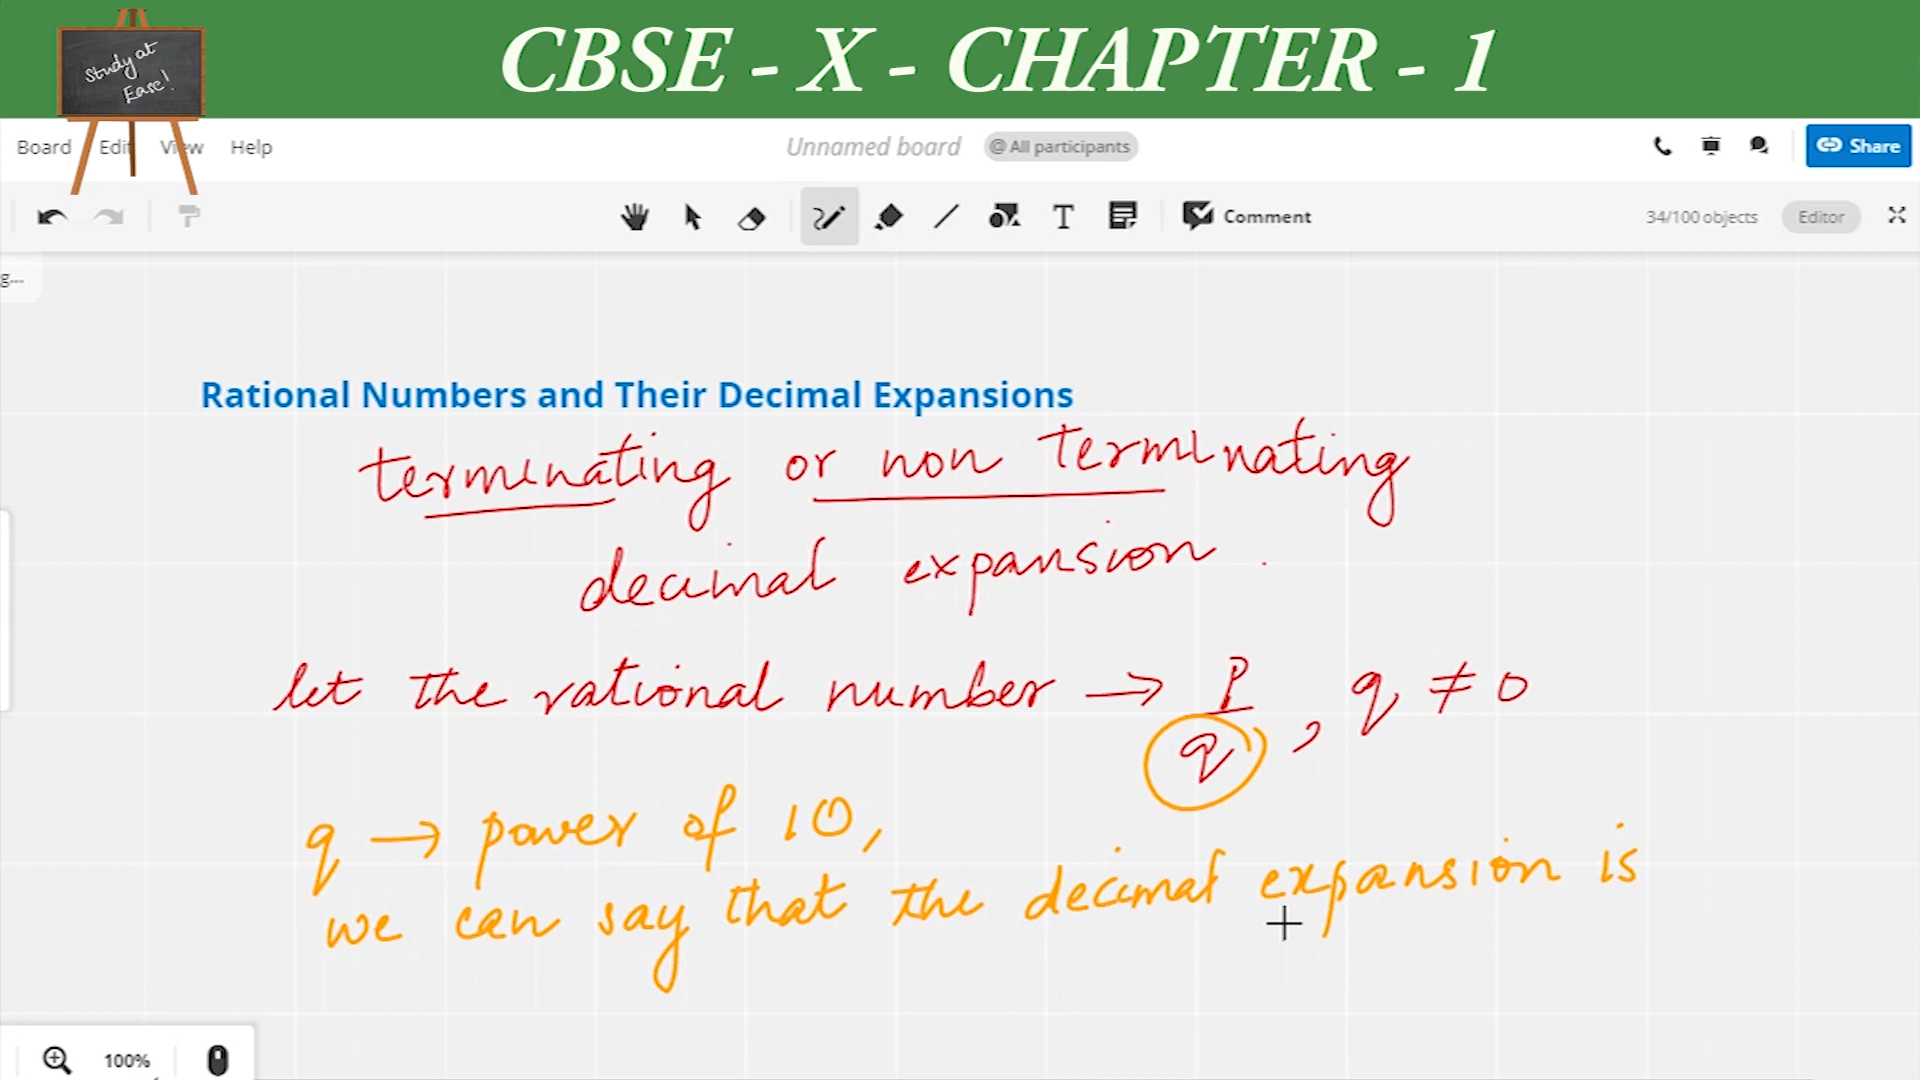 CBSE - X - CHAPTER - 1
Study at
Ease!
Board Edit View Help
Unnamed board
@ All participants
Share
Comment
34/100 objects
Editor
g...
Rational Numbers and Their Decimal Expansions
terminating or non terminating
decimal expansion.
let the rational number → p/q, q ≠ 0
q → power of 10,
we can say that the decimal expansion is
100%